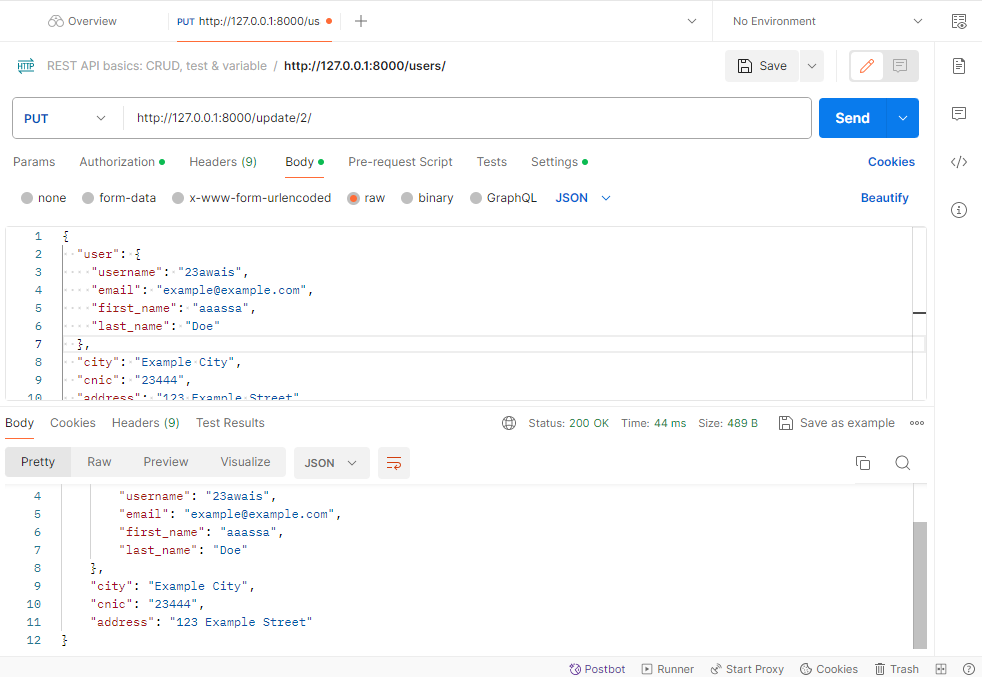 Overview PUT http://127.0.0.1:8000/us No Environment
HTTP REST API basics: CRUD, test & variable / http://127.0.0.1:8000/users/ Save
PUT http://127.0.0.1:8000/update/2/ Send
Params Authorization Headers (9) Body Pre-request Script Tests Settings Cookies
none form-data x-www-form-urlencoded raw binary GraphQL JSON Beautify
1 {
2 "user": {
3 "username": "23awais",
4 "email": "example@example.com",
5 "first_name": "aaassa",
6 "last_name": "Doe"
7 },
8 "city": "Example City",
9 "cnic": "23444",
10 "address": "123 Example Street"
Body Cookies Headers (9) Test Results Status: 200 OK Time: 44 ms Size: 489 B Save as example
Pretty Raw Preview Visualize JSON
4 "username": "23awais",
5 "email": "example@example.com",
6 "first_name": "aaassa",
7 "last_name": "Doe"
8 },
9 "city": "Example City",
10 "cnic": "23444",
11 "address": "123 Example Street"
12 }
Postbot Runner Start Proxy Cookies Trash